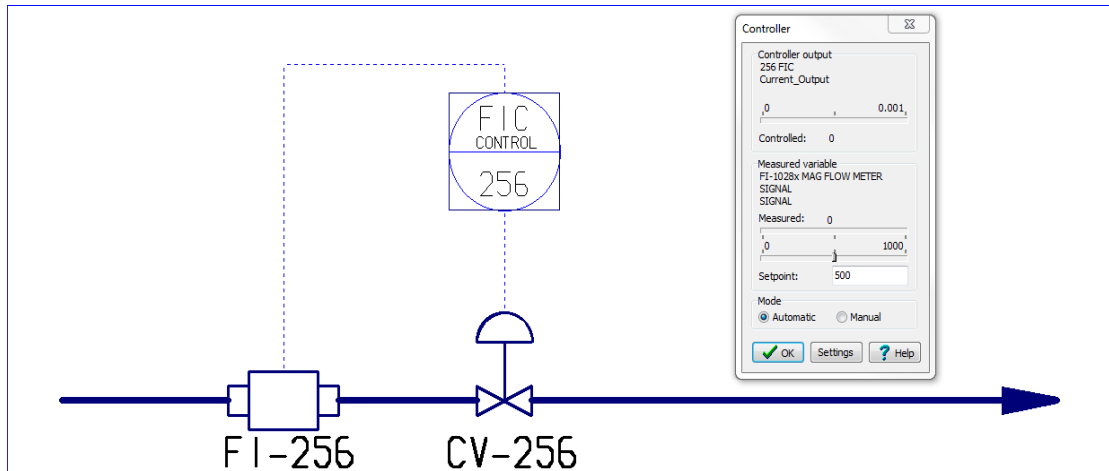 FIC
CONTROL
256
FI-256
CV-256
Controller
Controller output
256 FIC
Current_Output
0 0.001
Controlled: 0
Measured variable
FI-1028x MAG FLOW METER
SIGNAL
SIGNAL
Measured: 0
0 1000
Setpoint: 500
Mode
Automatic Manual
OK Settings ? Help